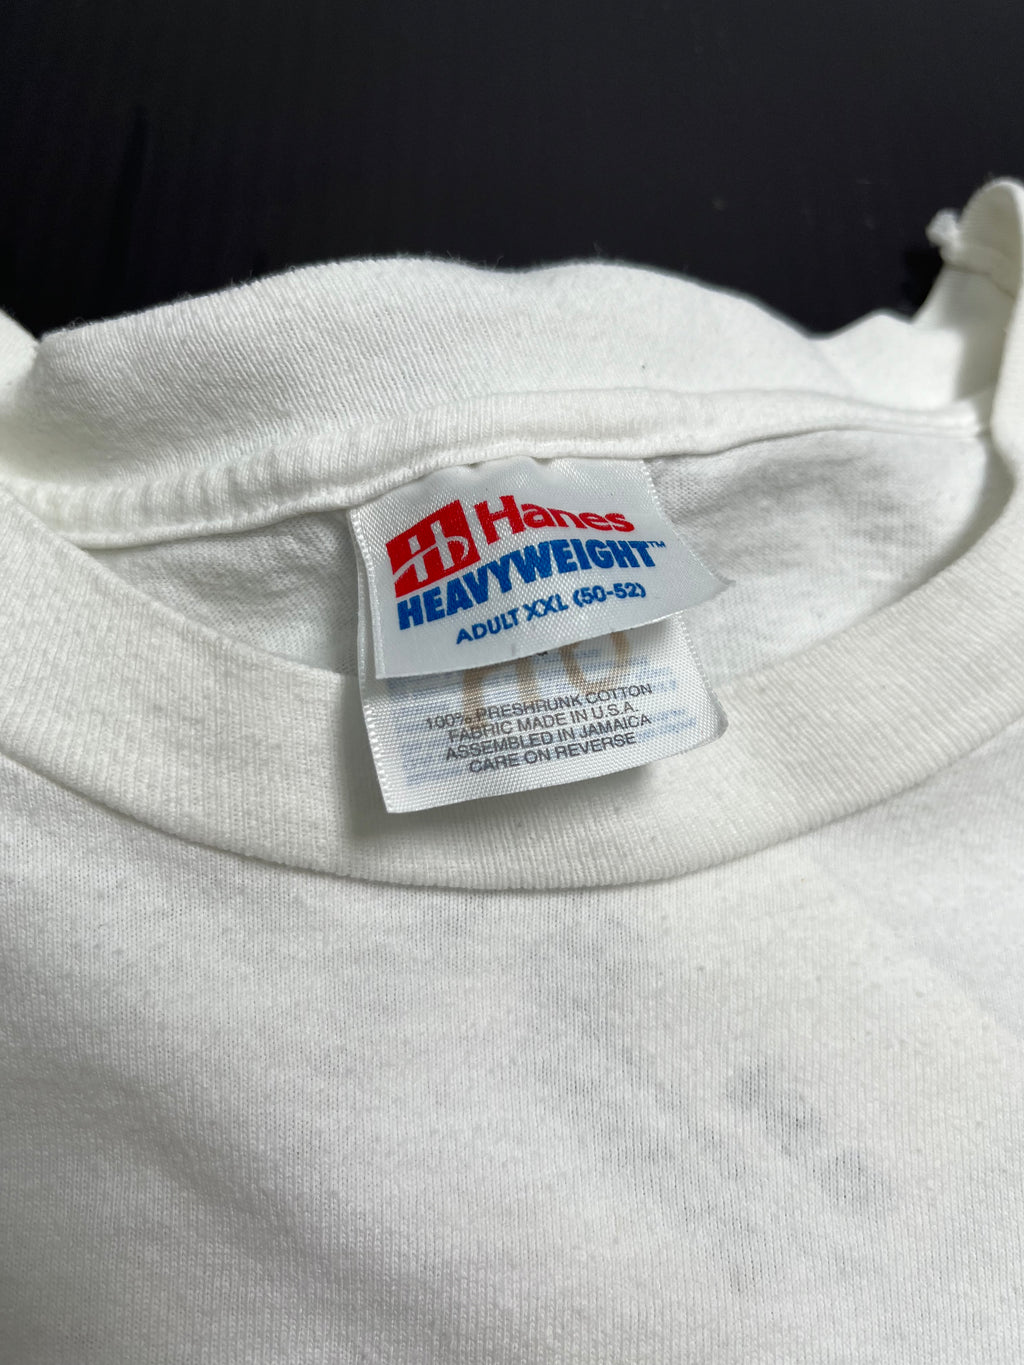 Hanes
HEAVYWEIGHT™
ADULT XXL (50-52)
100% PRESHRUNK COTTON
FABRIC MADE IN U.S.A.
ASSEMBLED IN JAMAICA
CARE ON REVERSE